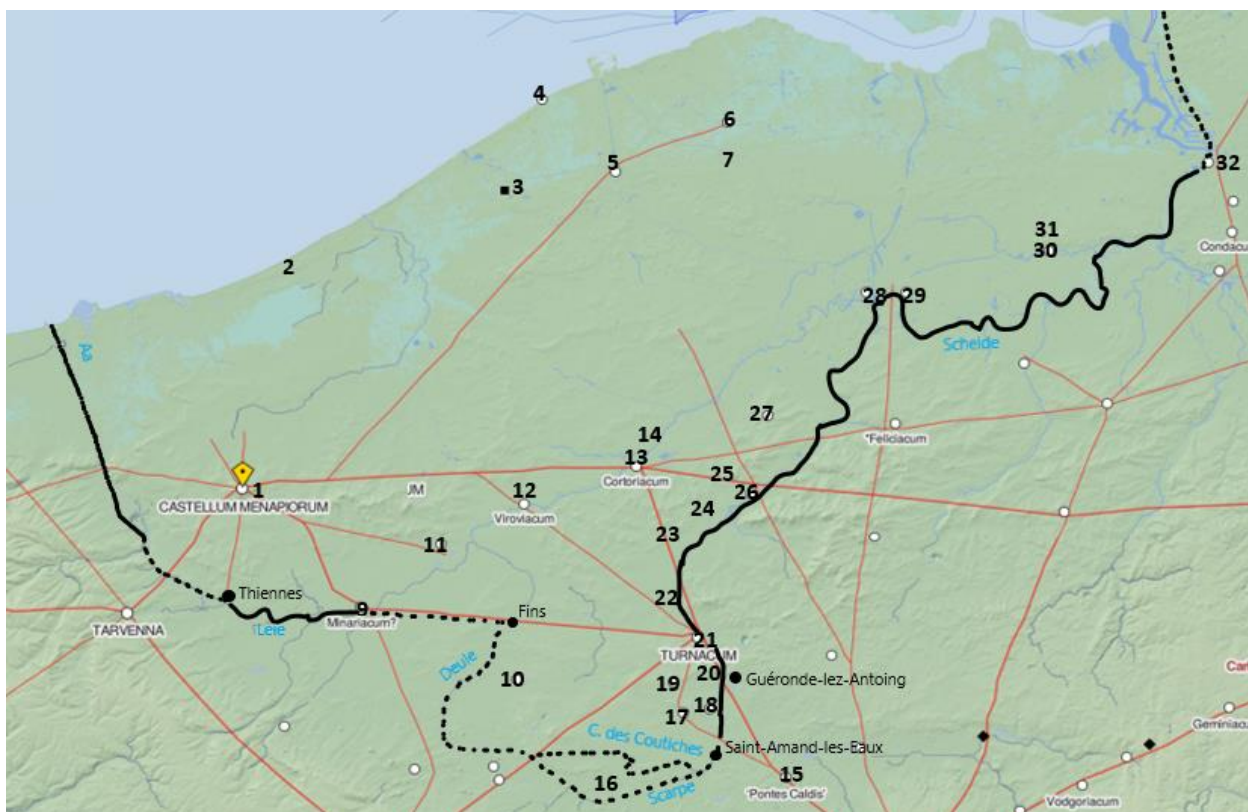 4
6
5
7
3
32
31
30
Condacu
2
28
29
Aa
Schelde
27
14
*Feliciacum
13
Cortoriacum
25
1
JM
12
26
CASTELLUM MENAPIORUM
Viroviacum
24
23
11
Thiennes
22
9
Fins
Minariacum?
TARVENNA
Leie
21
TURNACUM
Deule
10
19
20
Guéronde-lez-Antoing
Car
18
17
Geminiacu
C. des Coutiches
Saint-Amand-les-Eaux
16
15
Scarpe
'Pontes Caldis'
Vodgoriacum